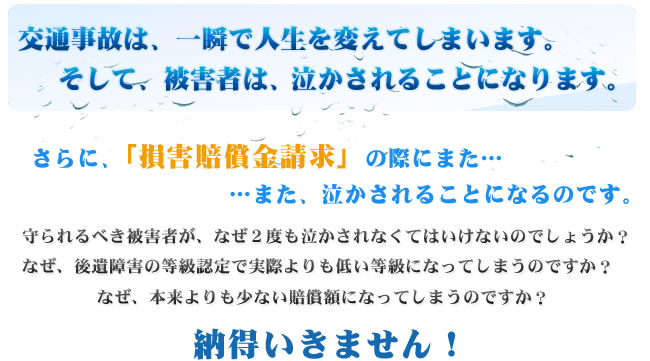 交通事故は、一瞬で人生を変えてしまいます。
そして、被害者は、泣かされることになります。
さらに、「損害賠償金請求」の際にまた…
…また、泣かされることになるのです。
守られるべき被害者が、なぜ２度も泣かされなくてはいけないのでしょうか？
なぜ、後遺障害の等級認定で実際よりも低い等級になってしまうのですか？
なぜ、本来よりも少ない賠償額になってしまうのですか？
納得いきません！